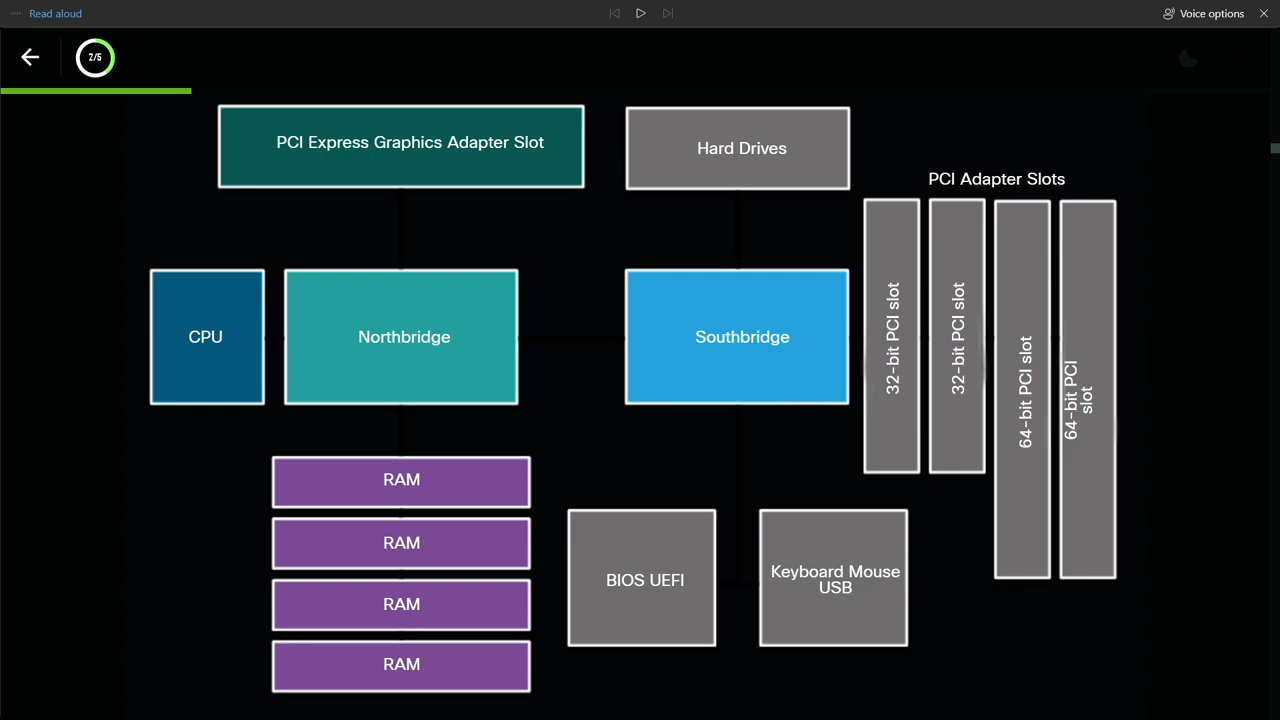 Read aloud
Voice options
2/5
PCI Express Graphics Adapter Slot
Hard Drives
PCI Adapter Slots
CPU
Northbridge
Southbridge
32-bit PCI slot
32-bit PCI slot
64-bit PCI slot
64-bit PCI
slot
RAM
RAM
RAM
RAM
BIOS UEFI
Keyboard Mouse
USB